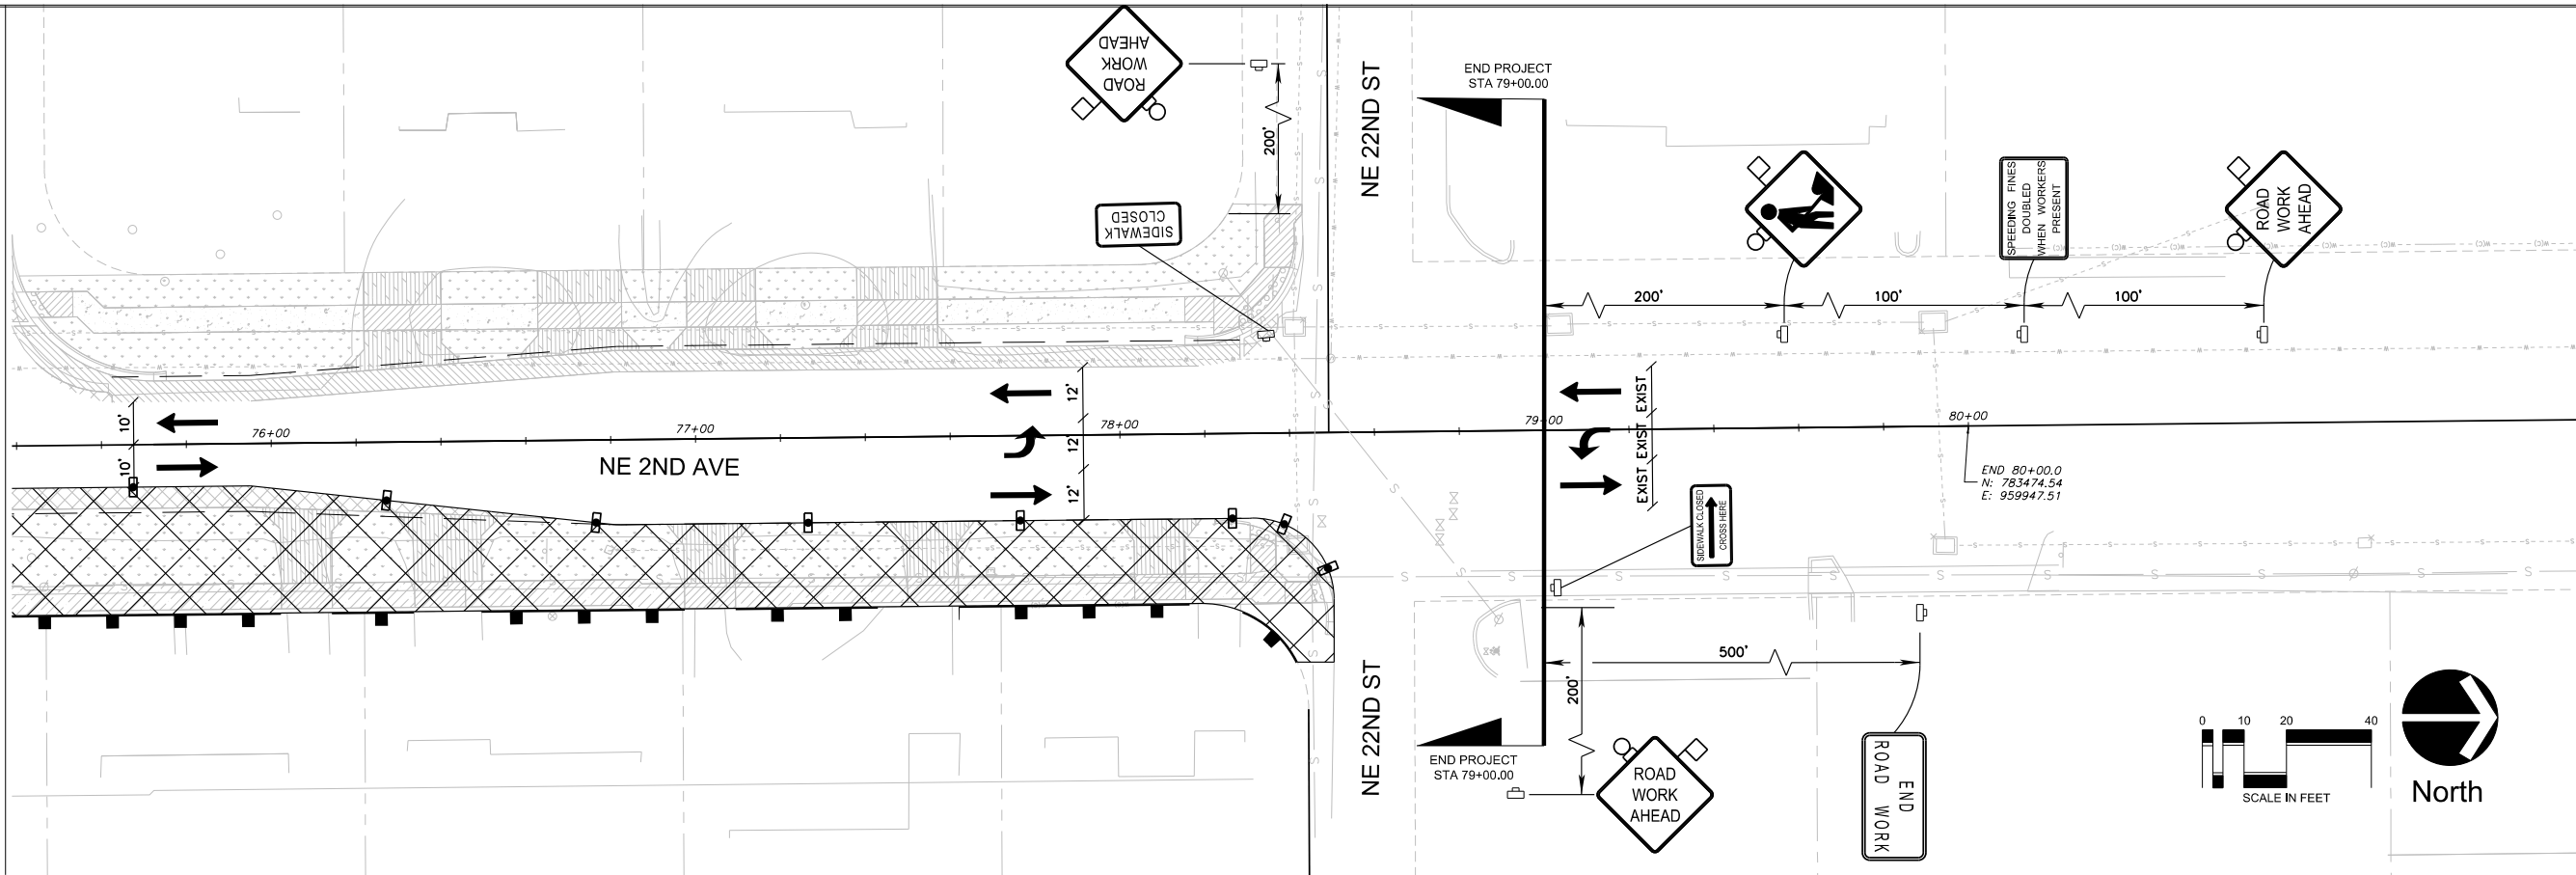 ROAD
WORK
AHEAD
200'
NE 22ND ST
END PROJECT
STA 79+00.00
SIDEWALK
CLOSED
SPEEDING FINES
DOUBLED
WHEN WORKERS
PRESENT
ROAD
WORK
AHEAD
200'
100'
100'
10'
10'
76+00
77+00
NE 2ND AVE
12'
12'
12'
78+00
79+00
EXIST
EXIST
EXIST
80+00
END 80+00.0
N: 783474.54
E: 959947.51
SIDEWALK CLOSED
CROSS HERE
500'
200'
NE 22ND ST
END PROJECT
STA 79+00.00
ROAD
WORK
AHEAD
END
ROAD WORK
0 10 20 40
SCALE IN FEET
North